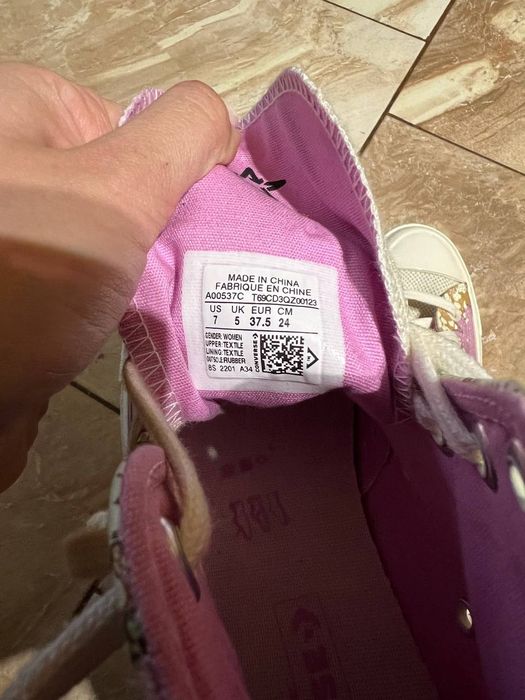 MADE IN CHINA
FABRIQUE EN CHINE
A00537C T69CD3QZ00123
US UK EUR CM
7 5 37.5 24
GENDER: WOMEN
UPPER: TEXTILE
LINING: TEXTILE
OUTSOLE: RUBBER
BS 2201 A34
CONVERSE